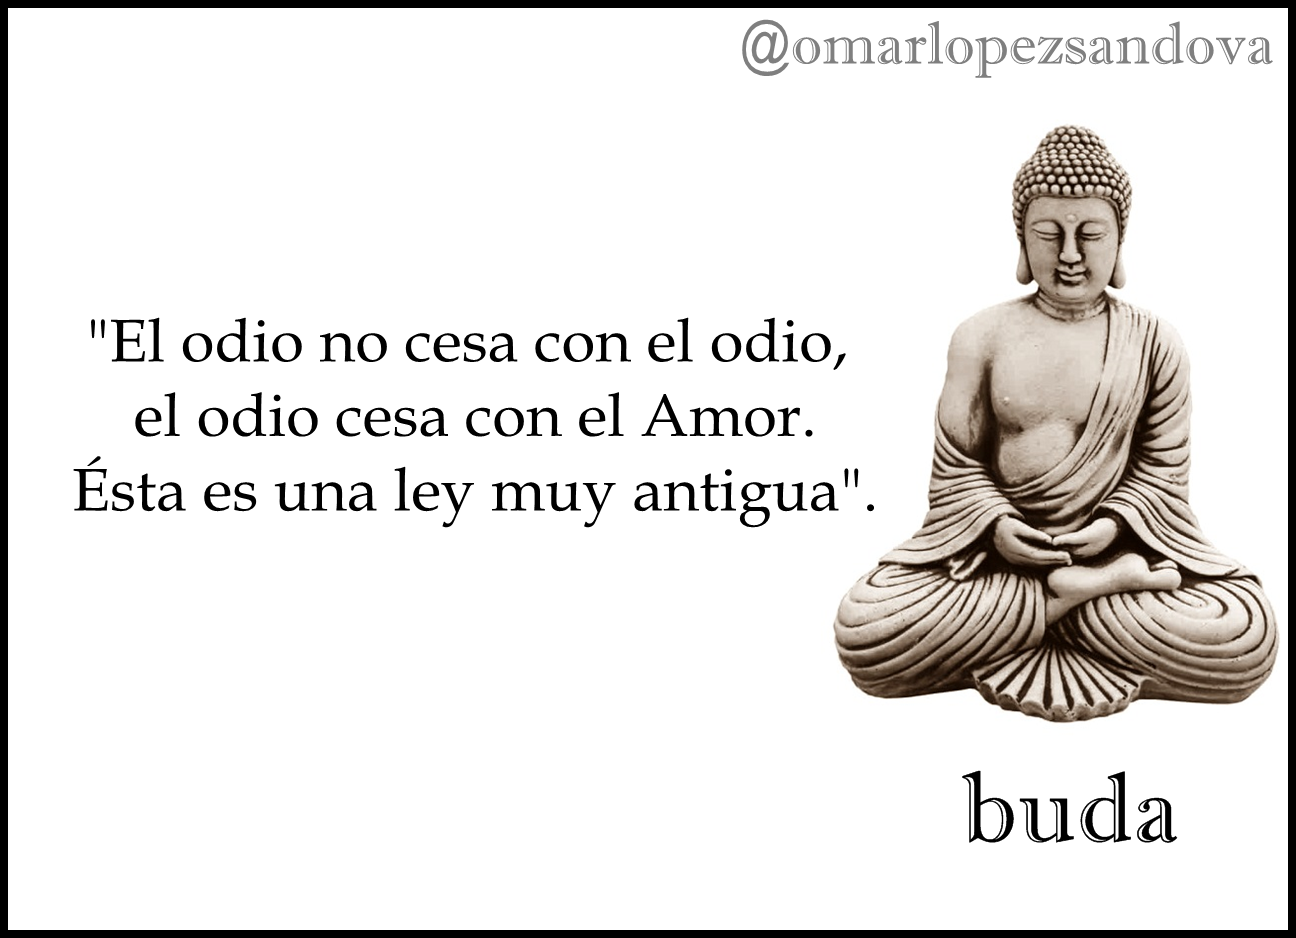 @omarlopezsandova
"El odio no cesa con el odio,
el odio cesa con el Amor.
Ésta es una ley muy antigua".
buda